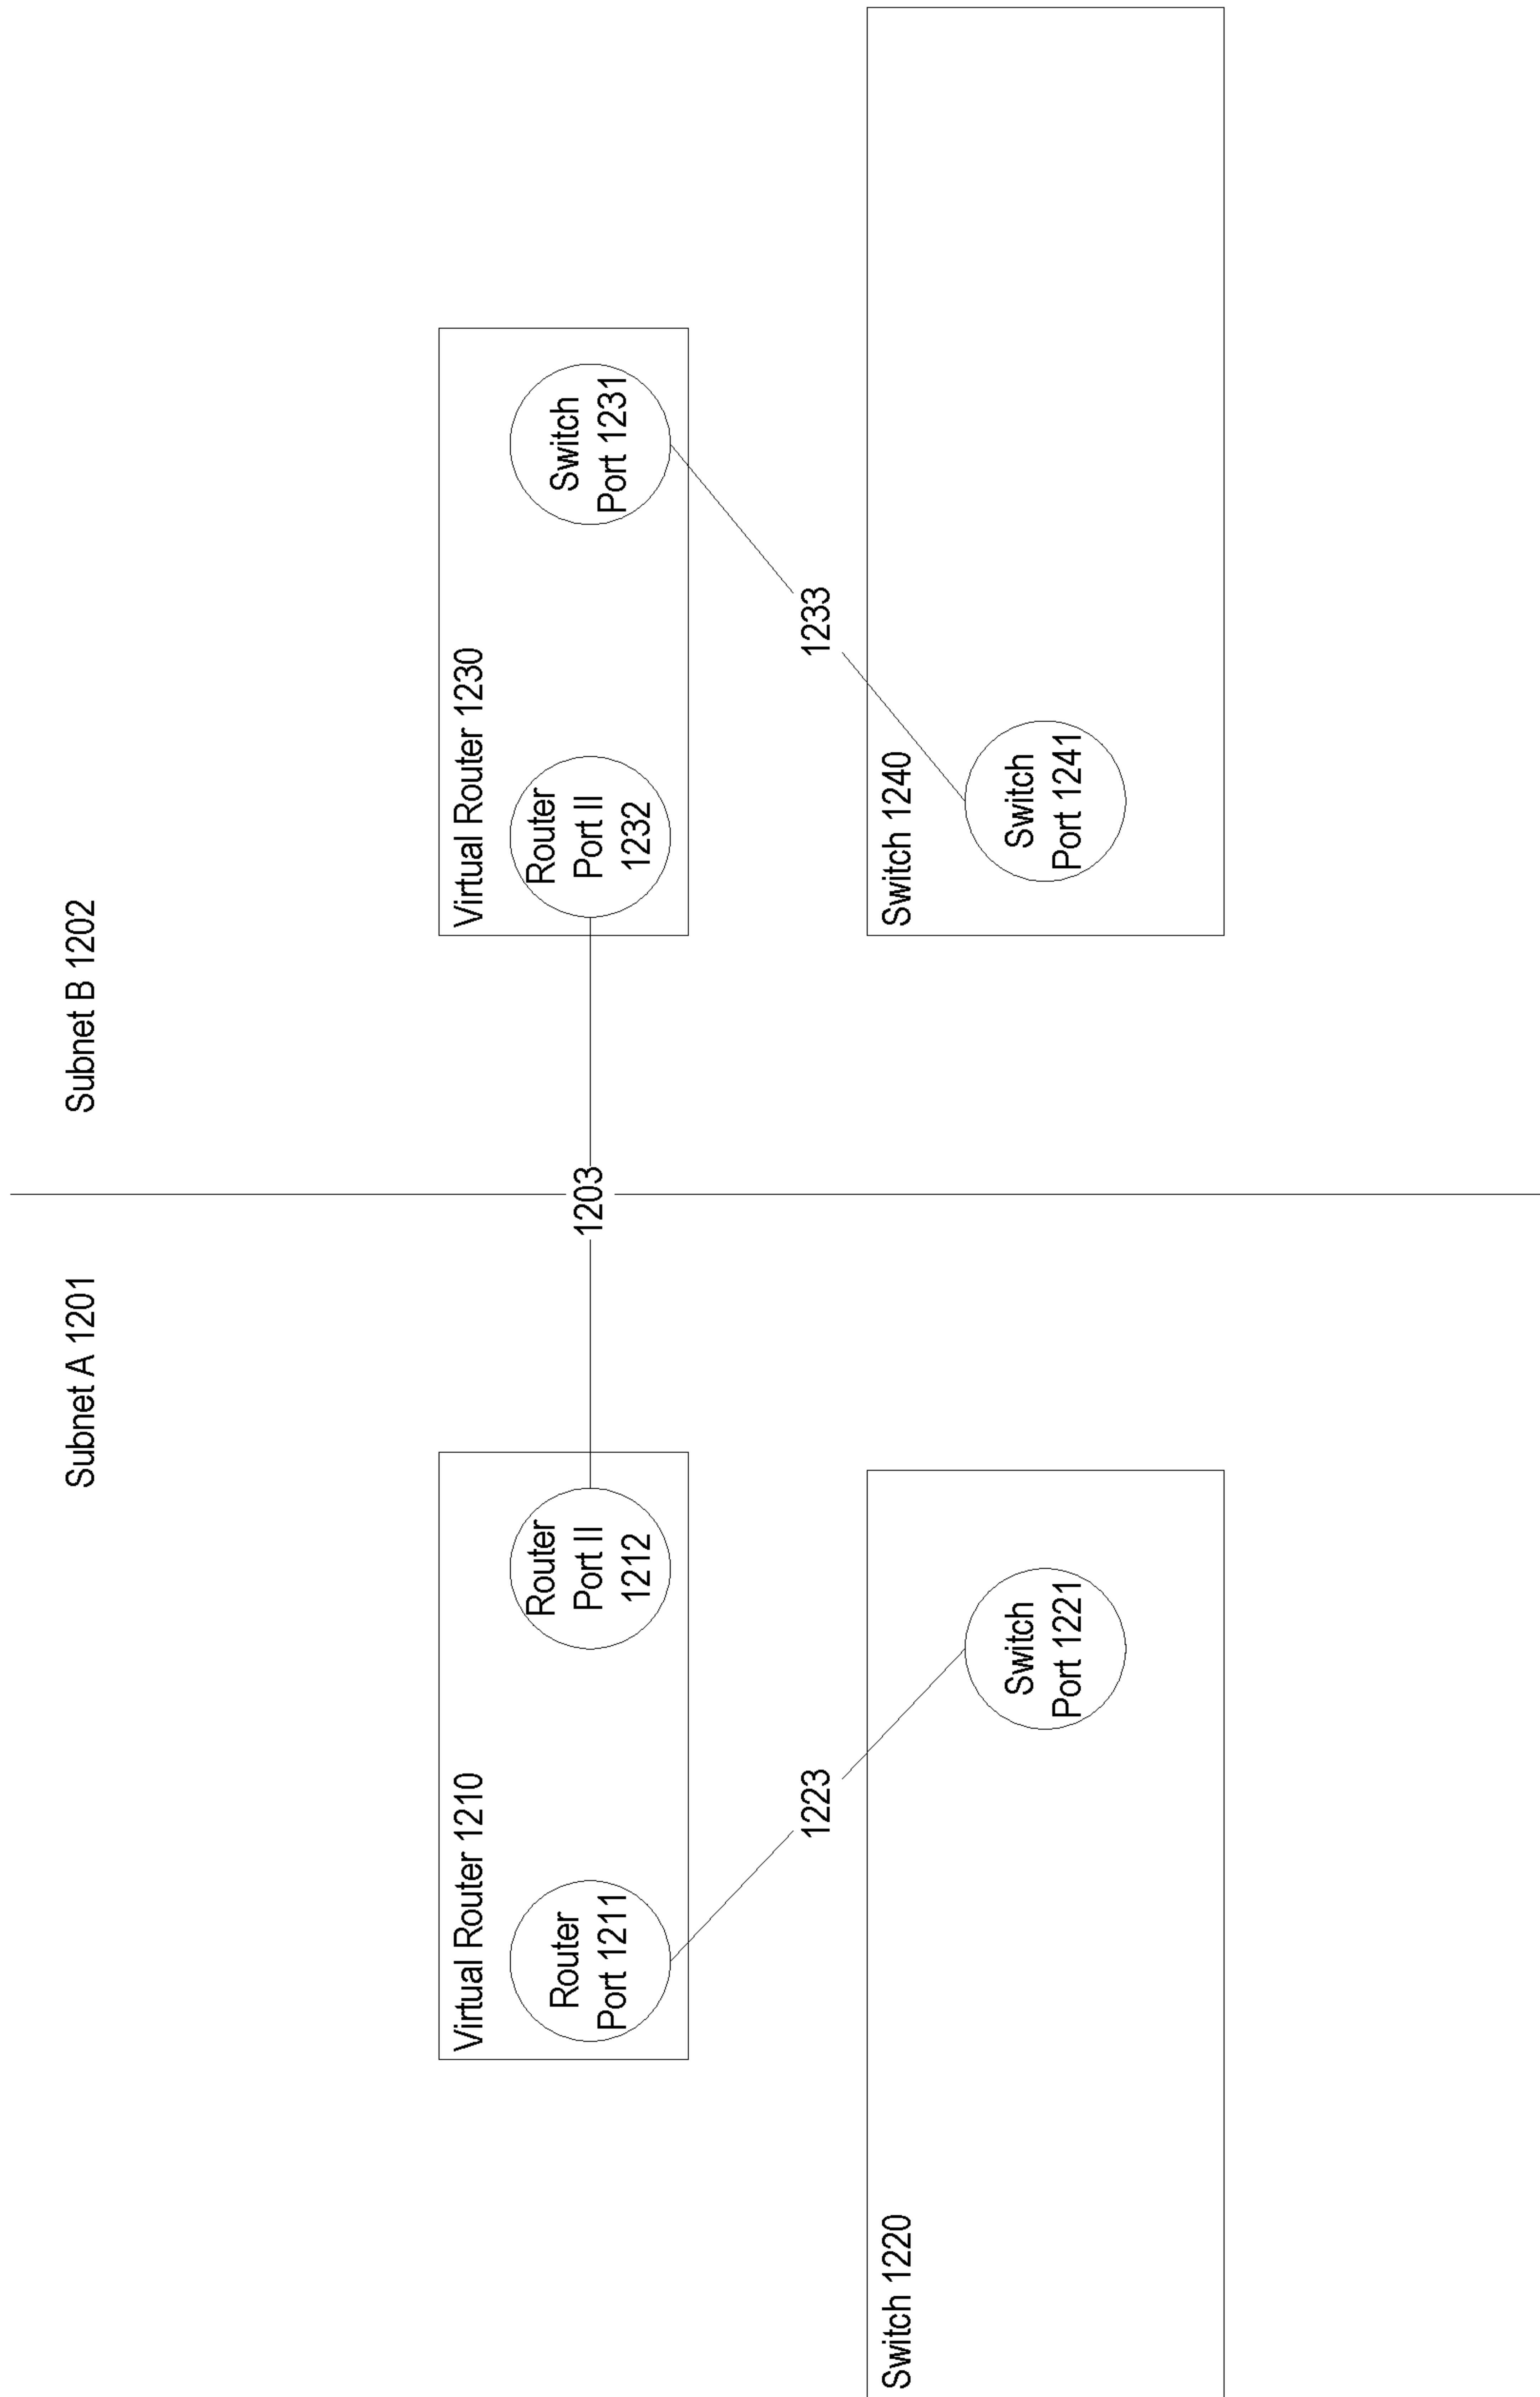 Subnet A 1201
Subnet B 1202
Virtual Router 1210
Router
Port 1211
Router
Port II
1212
1203
Virtual Router 1230
Router
Port II
1232
Switch
Port 1231
1223
1233
Switch 1220
Switch
Port 1221
Switch 1240
Switch
Port 1241